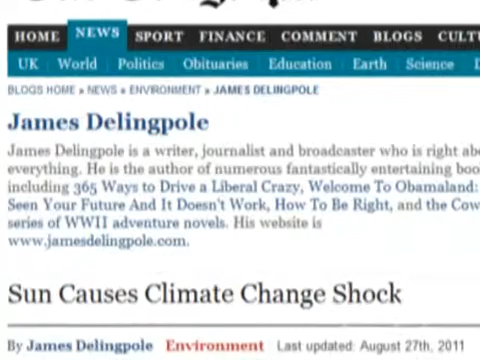 HOME NEWS SPORT FINANCE COMMENT BLOGS
UK World Politics Obituaries Education Earth Science
BLOGS HOME » NEWS » ENVIRONMENT » JAMES DELINGPOLE
James Delingpole
James Delingpole is a writer, journalist and broadcaster who is right
everything. He is the author of numerous fantastically entertaining
including 365 Ways to Drive a Liberal Crazy, Welcome To Obamaland:
Seen Your Future And It Doesn't Work, How To Be Right, and the
series of WWII adventure novels. His website is
www.jamesdelingpole.com.
Sun Causes Climate Change Shock
By James Delingpole Environment Last updated: August 27th, 2011